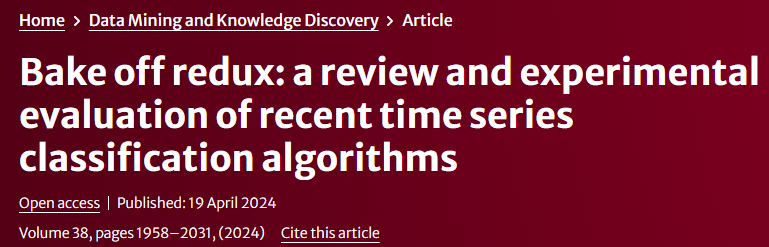 Home > Data Mining and Knowledge Discovery > Article
Bake off redux: a review and experimental
evaluation of recent time series
classification algorithms
Open access | Published: 19 April 2024
Volume 38, pages 1958–2031, (2024) Cite this article